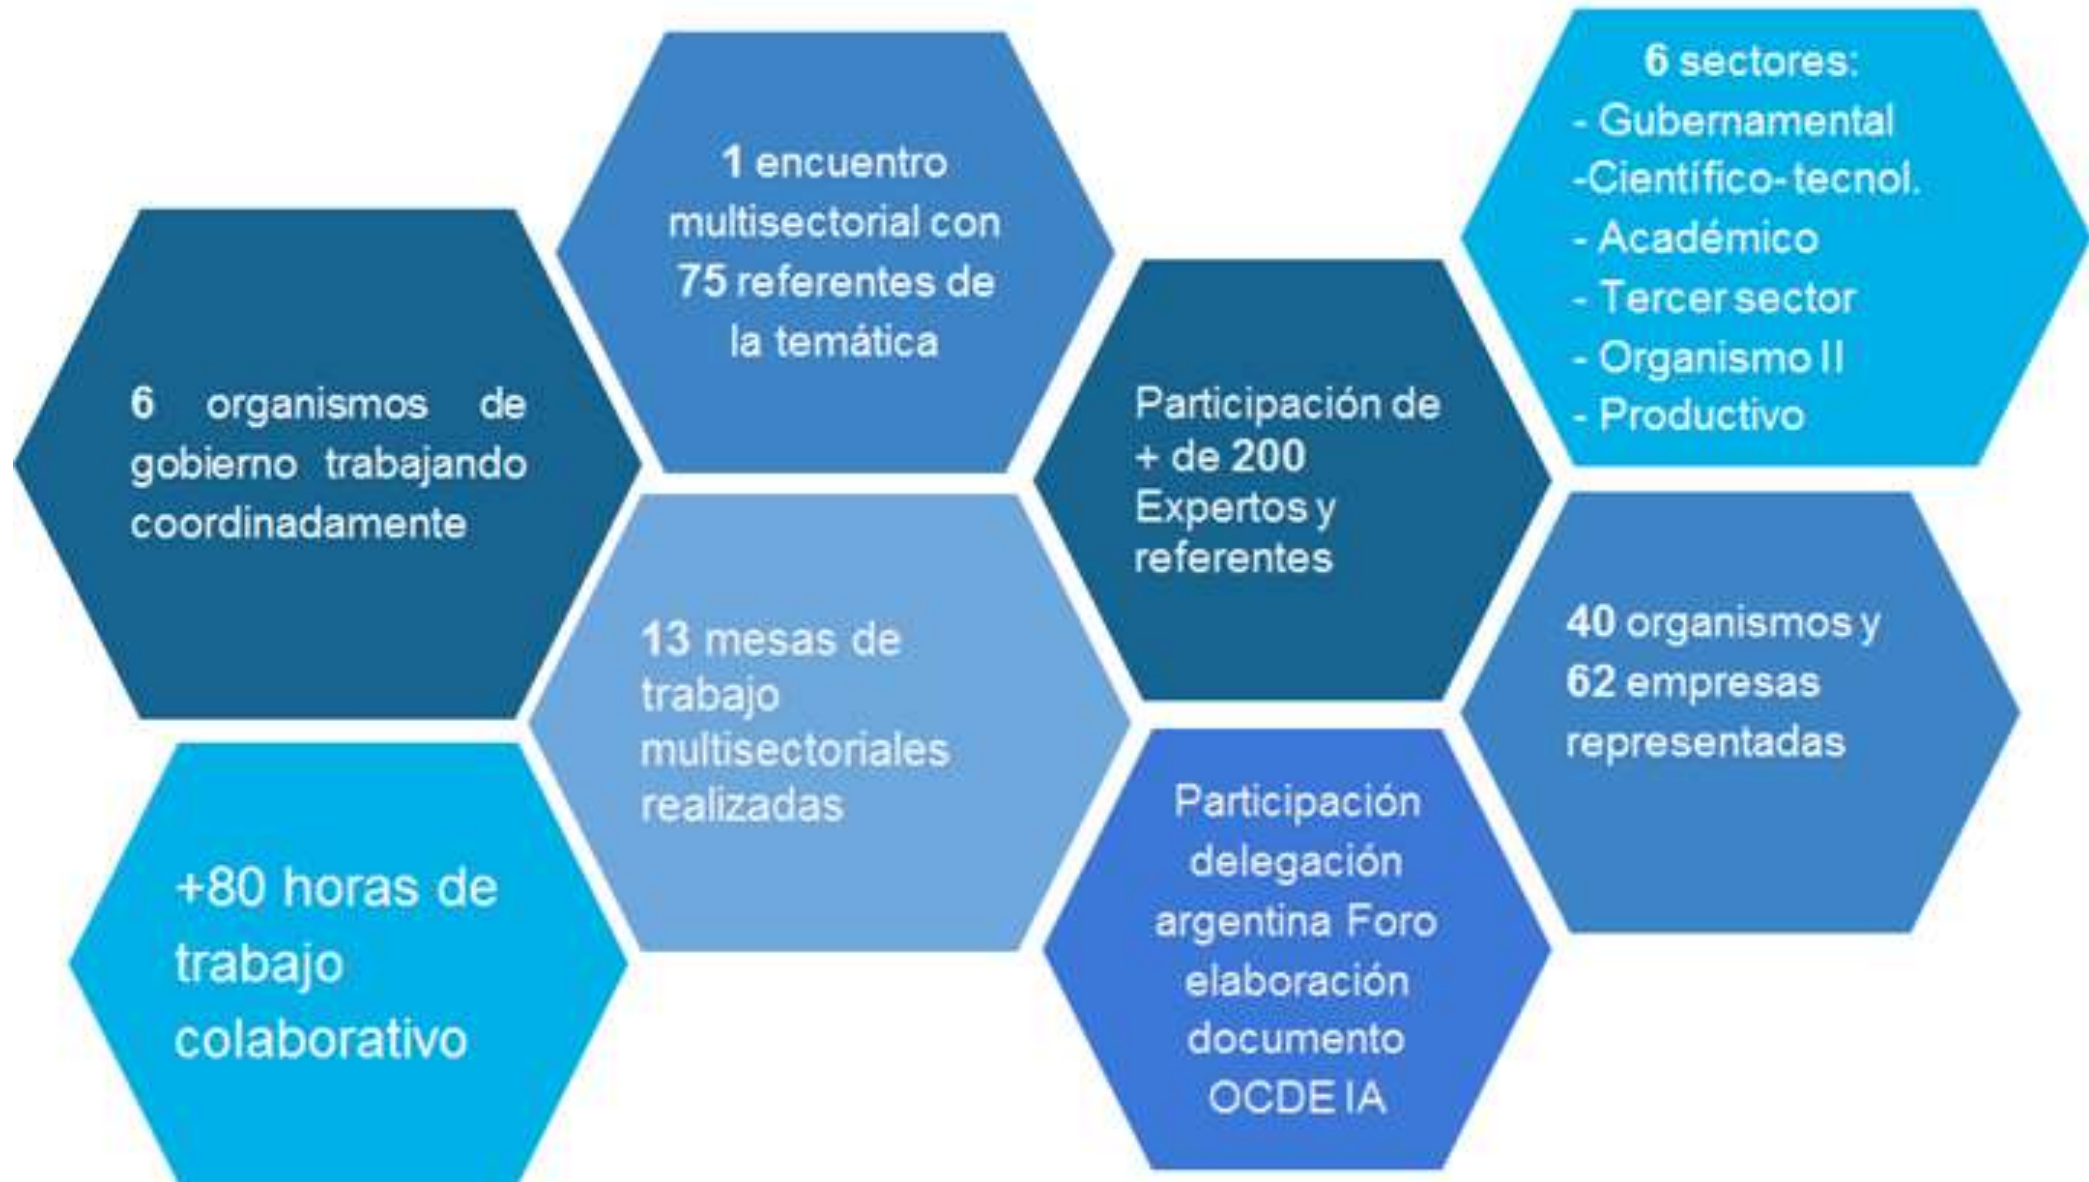 6 organismos de
gobierno trabajando
coordinadamente
1 encuentro
multisectorial con
75 referentes de
la temática
Participación de
+ de 200
Expertos y
referentes
6 sectores:
- Gubernamental
-Científico-tecnol.
- Académico
- Tercer sector
- Organismo II
- Productivo
+80 horas de
trabajo
colaborativo
13 mesas de
trabajo
multisectoriales
realizadas
Participación
delegación
argentina Foro
elaboración
documento
OCDE IA
40 organismos y
62 empresas
representadas